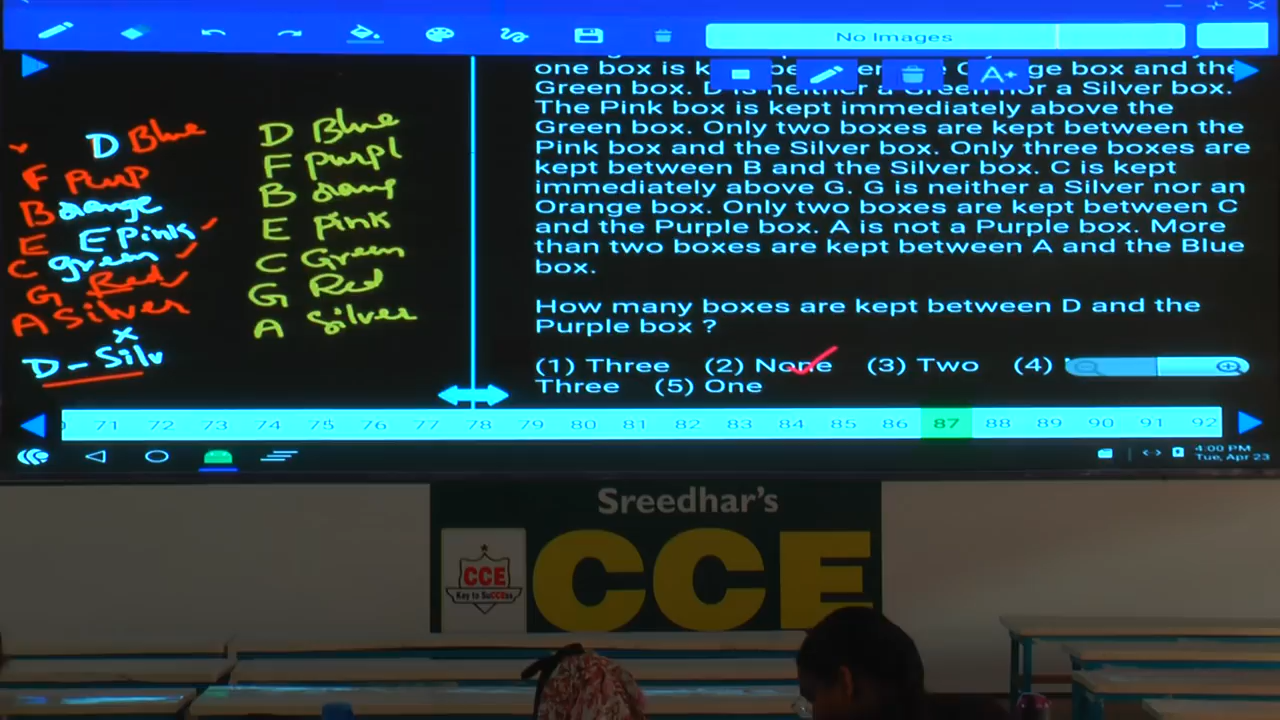 No Images
one box is
ge box and the
Green box. D is neither a Green nor a Silver box.
The Pink box is kept immediately above the
Green box. Only two boxes are kept between the
Pink box and the Silver box. Only three boxes are
kept between B and the Silver box. C is kept
immediately above G. G is neither a Silver nor an
Orange box. Only two boxes are kept between C
and the Purple box. A is not a Purple box. More
than two boxes are kept between A and the Blue
box.
How many boxes are kept between D and the
Purple box ?
(1) Three (2) None (3) Two (4)
Three (5) One
A+
D Blue
F Purp
B Orange
E E Pink
C green
G Red
A Silver
x
D - Silv
D Blue
F Purpl
B Orang
E Pink
C Green
G Red
A Silver
71 72 73 74 75 76 77 78 79 80 81 82 83 84 85 86 87 88 89 90 91 92
4:00 PM
Tue, Apr 23
Sreedhar's
CCE
CCE
Key to SuCCEss